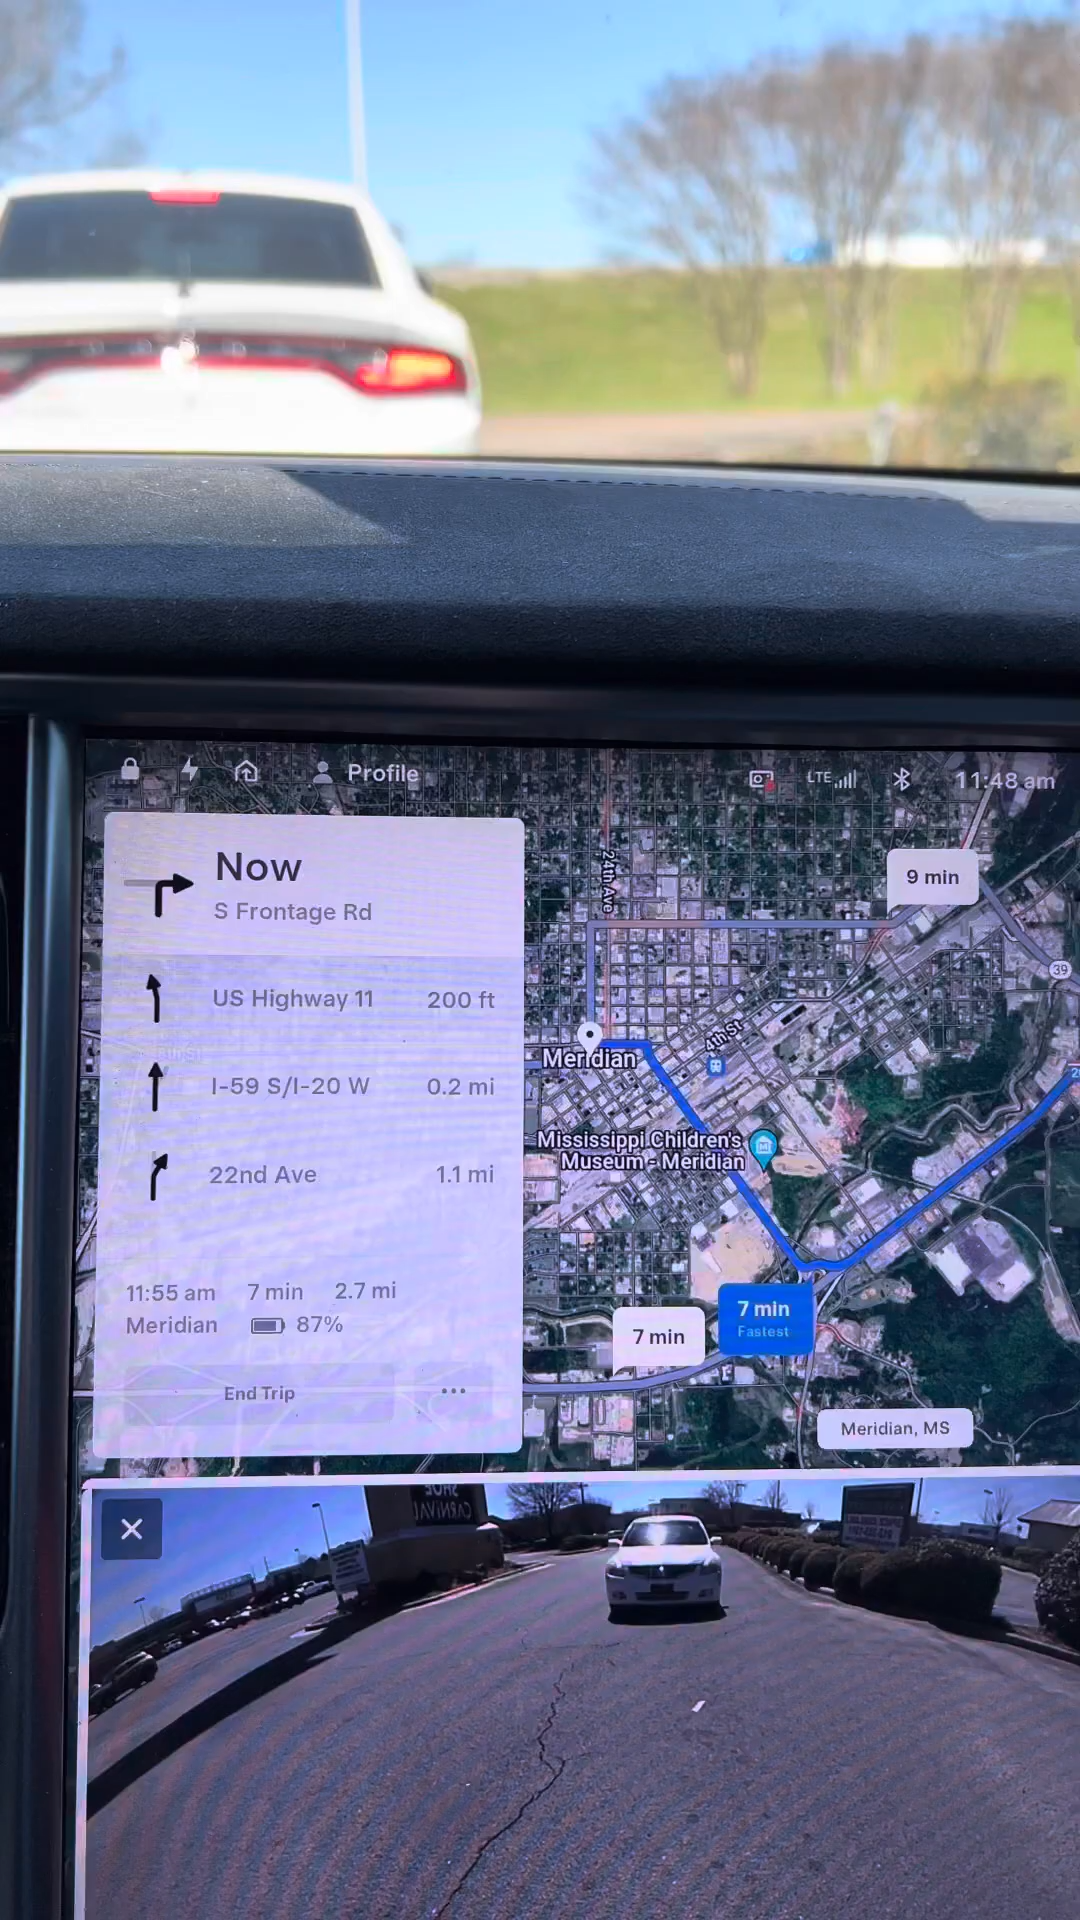 Profile
LTE
11:48 am
Now
S Frontage Rd
US Highway 11
200 ft
I-59 S/I-20 W
0.2 mi
22nd Ave
1.1 mi
11:55 am
7 min
2.7 mi
Meridian
87%
End Trip
24th Ave
9 min
39
4th St
Meridian
Mississippi Children's
Museum - Meridian
7 min
Fastest
7 min
Meridian, MS
SHOE
CARNIVAL